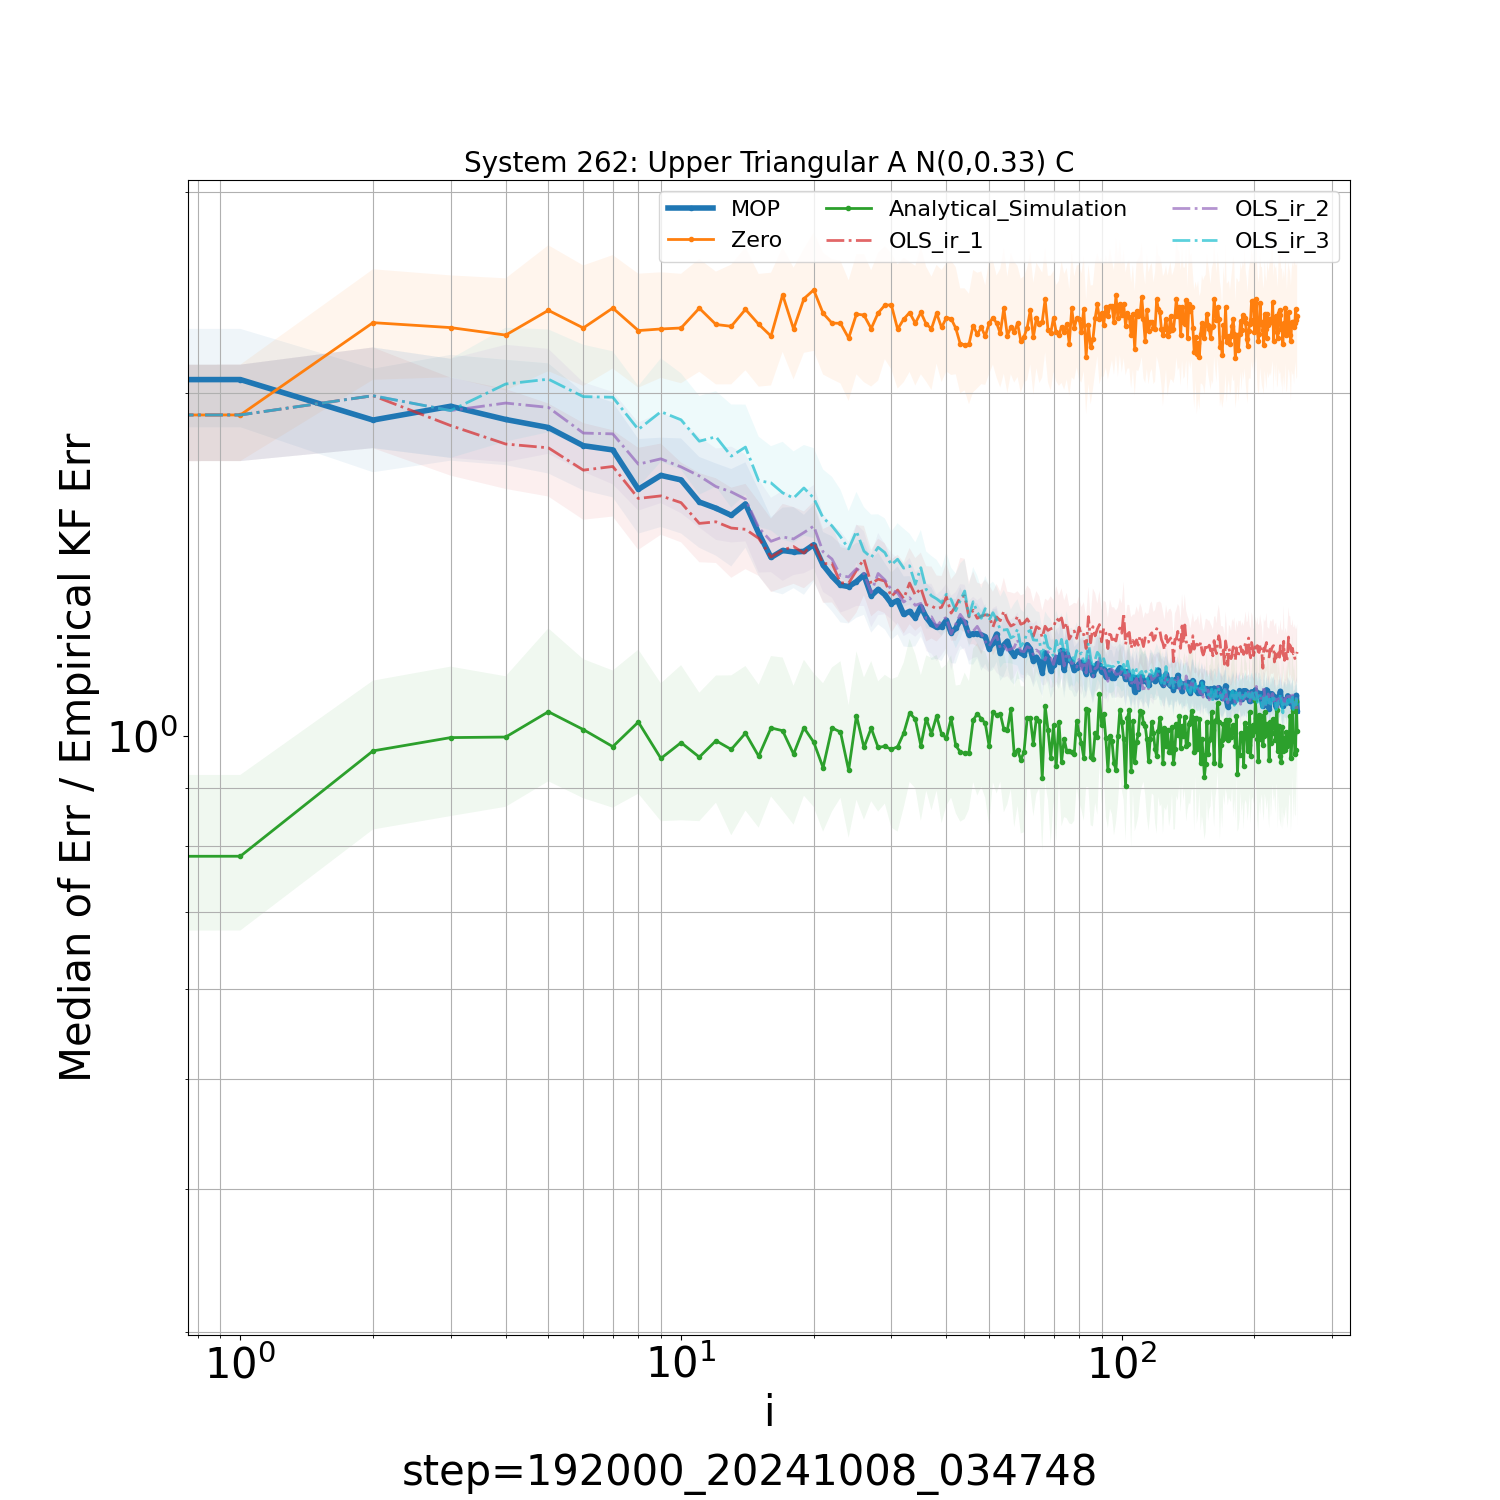 System 262: Upper Triangular A N(0,0.33) C
MOP
Zero
Analytical_Simulation
OLS_ir_1
OLS_ir_2
OLS_ir_3
Median of Err / Empirical KF Err
10⁰
10⁰ 10¹ 10²
i
step=192000_20241008_034748